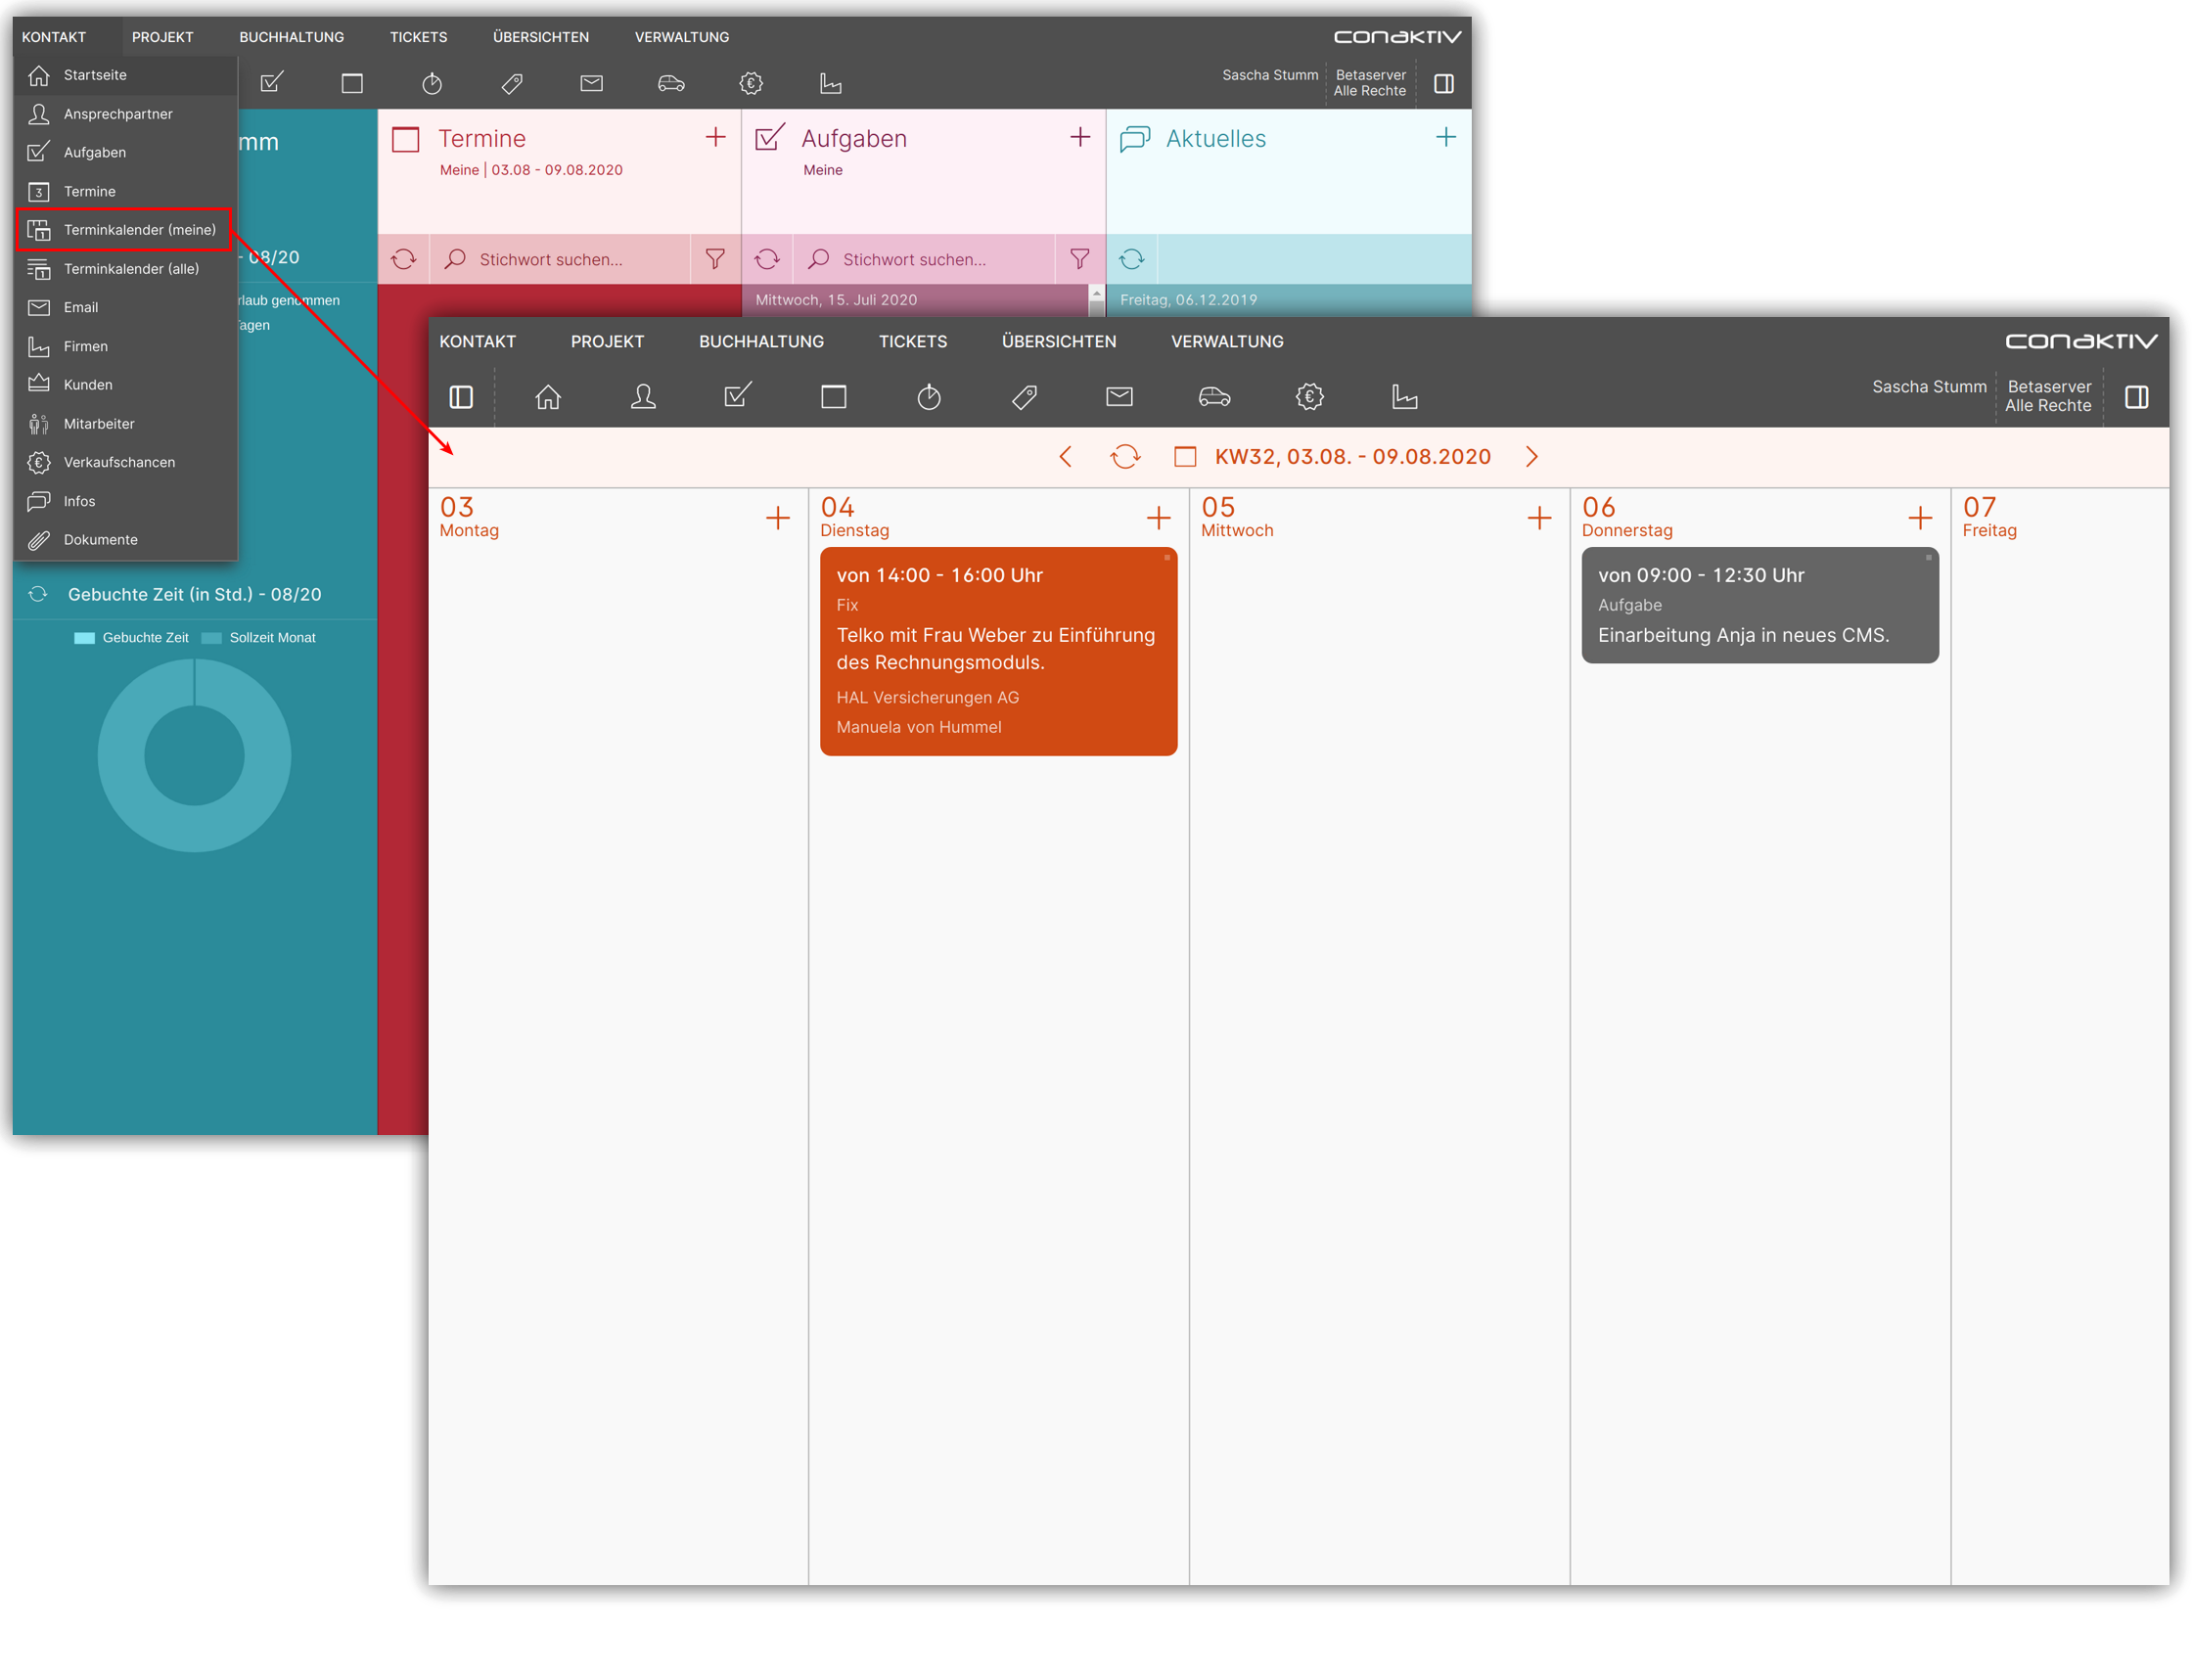 KONTAKT PROJEKT BUCHHALTUNG TICKETS ÜBERSICHTEN VERWALTUNG conaktiv
Sascha Stumm Betaserver
Alle Rechte
Startseite
Ansprechpartner
Aufgaben
3 Termine
1 Terminkalender (meine)
1 Terminkalender (alle)
Email
Firmen
Kunden
Mitarbeiter
€ Verkaufschancen
Infos
Dokumente
mm
- 08/20
rlaub genommen
Tagen
Gebuchte Zeit (in Std.) - 08/20
Gebuchte Zeit Sollzeit Monat
Termine
Meine | 03.08 - 09.08.2020
Stichwort suchen...
Aufgaben
Meine
Stichwort suchen...
Mittwoch, 15. Juli 2020
Aktuelles
Freitag, 06.12.2019
KONTAKT PROJEKT BUCHHALTUNG TICKETS ÜBERSICHTEN VERWALTUNG conaktiv
Sascha Stumm Betaserver
Alle Rechte
KW32, 03.08. - 09.08.2020
03
Montag
04
Dienstag
von 14:00 - 16:00 Uhr
Fix
Telko mit Frau Weber zu Einführung
des Rechnungsmoduls.
HAL Versicherungen AG
Manuela von Hummel
05
Mittwoch
06
Donnerstag
von 09:00 - 12:30 Uhr
Aufgabe
Einarbeitung Anja in neues CMS.
07
Freitag